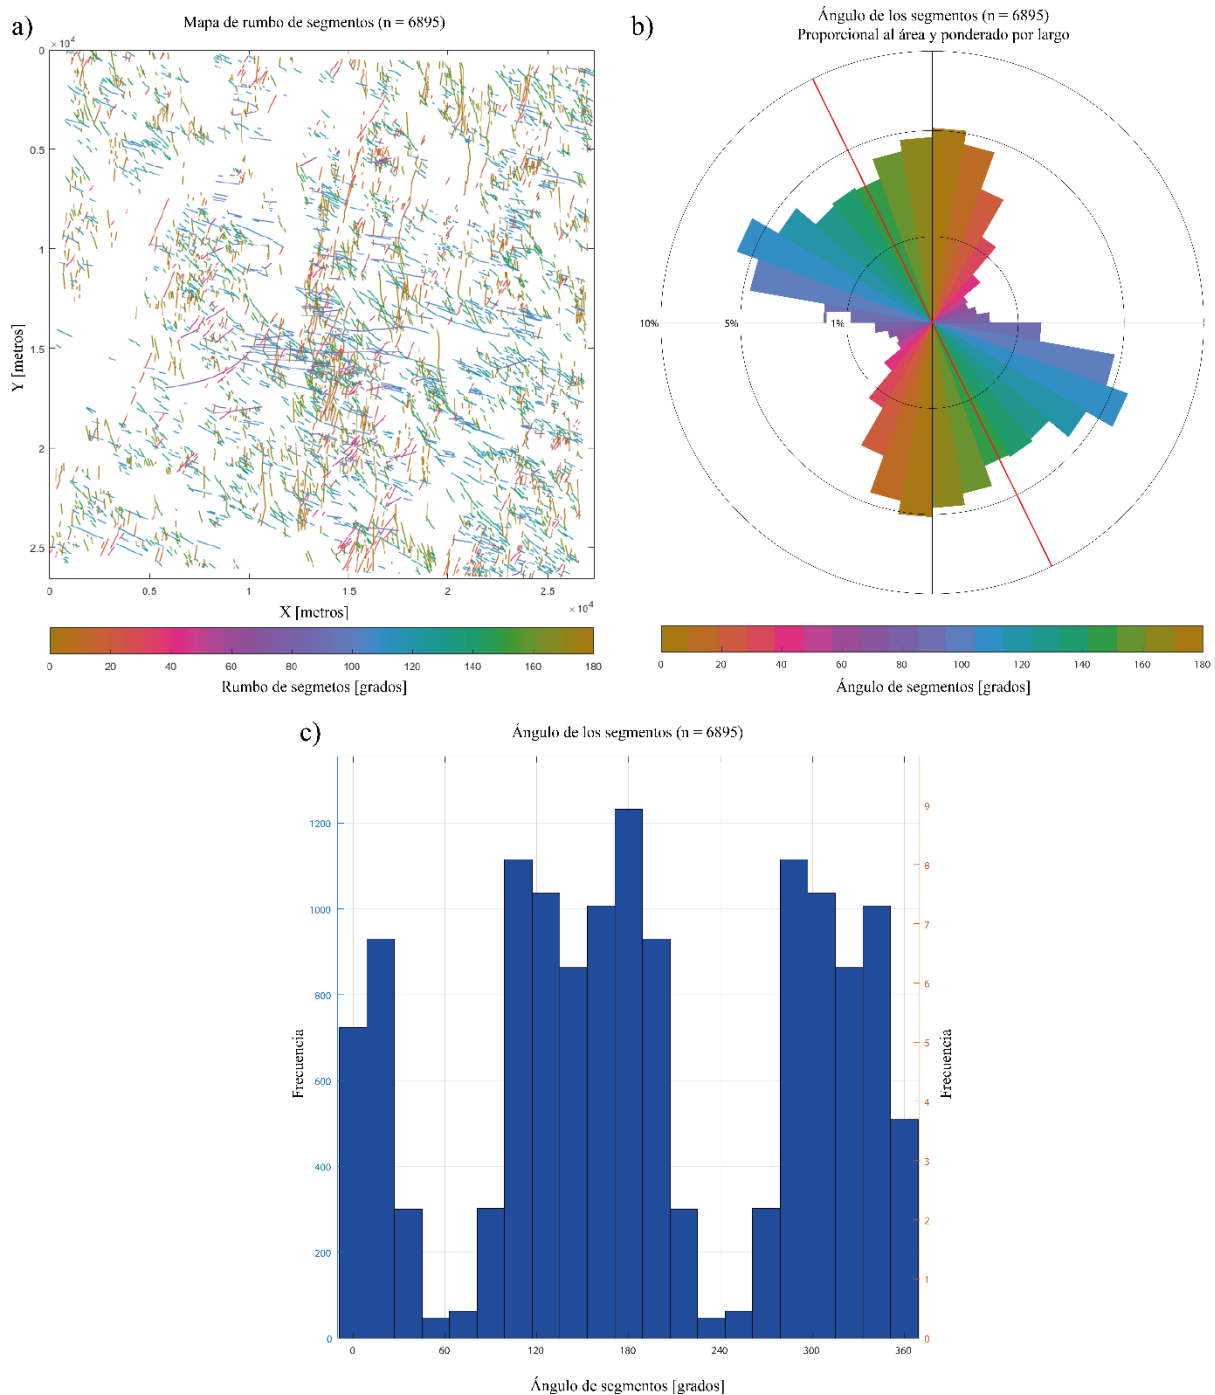 a)
Mapa de rumbo de segmentos (n = 6895)
×10⁴
0
0.5
1.0
1.5
2
2.5
Y [metros]
0
0.5
1.0
1.5
2.0
2.5
×10⁴
X [metros]
0 20 40 60 80 100 120 140 160 180
Rumbo de segmetos [grados]
b)
Ángulo de los segmentos (n = 6895)
Proporcional al área y ponderado por largo
10% 5% 1%
0 20 40 60 80 100 120 140 160 180
Ángulo de segmentos [grados]
c)
Ángulo de los segmentos (n = 6895)
1200
1000
800
600
400
200
0
Frecuencia
9
8
7
6
5
4
3
2
1
0
Frecuencia
0 60 120 180 240 300 360
Ángulo de segmentos [grados]